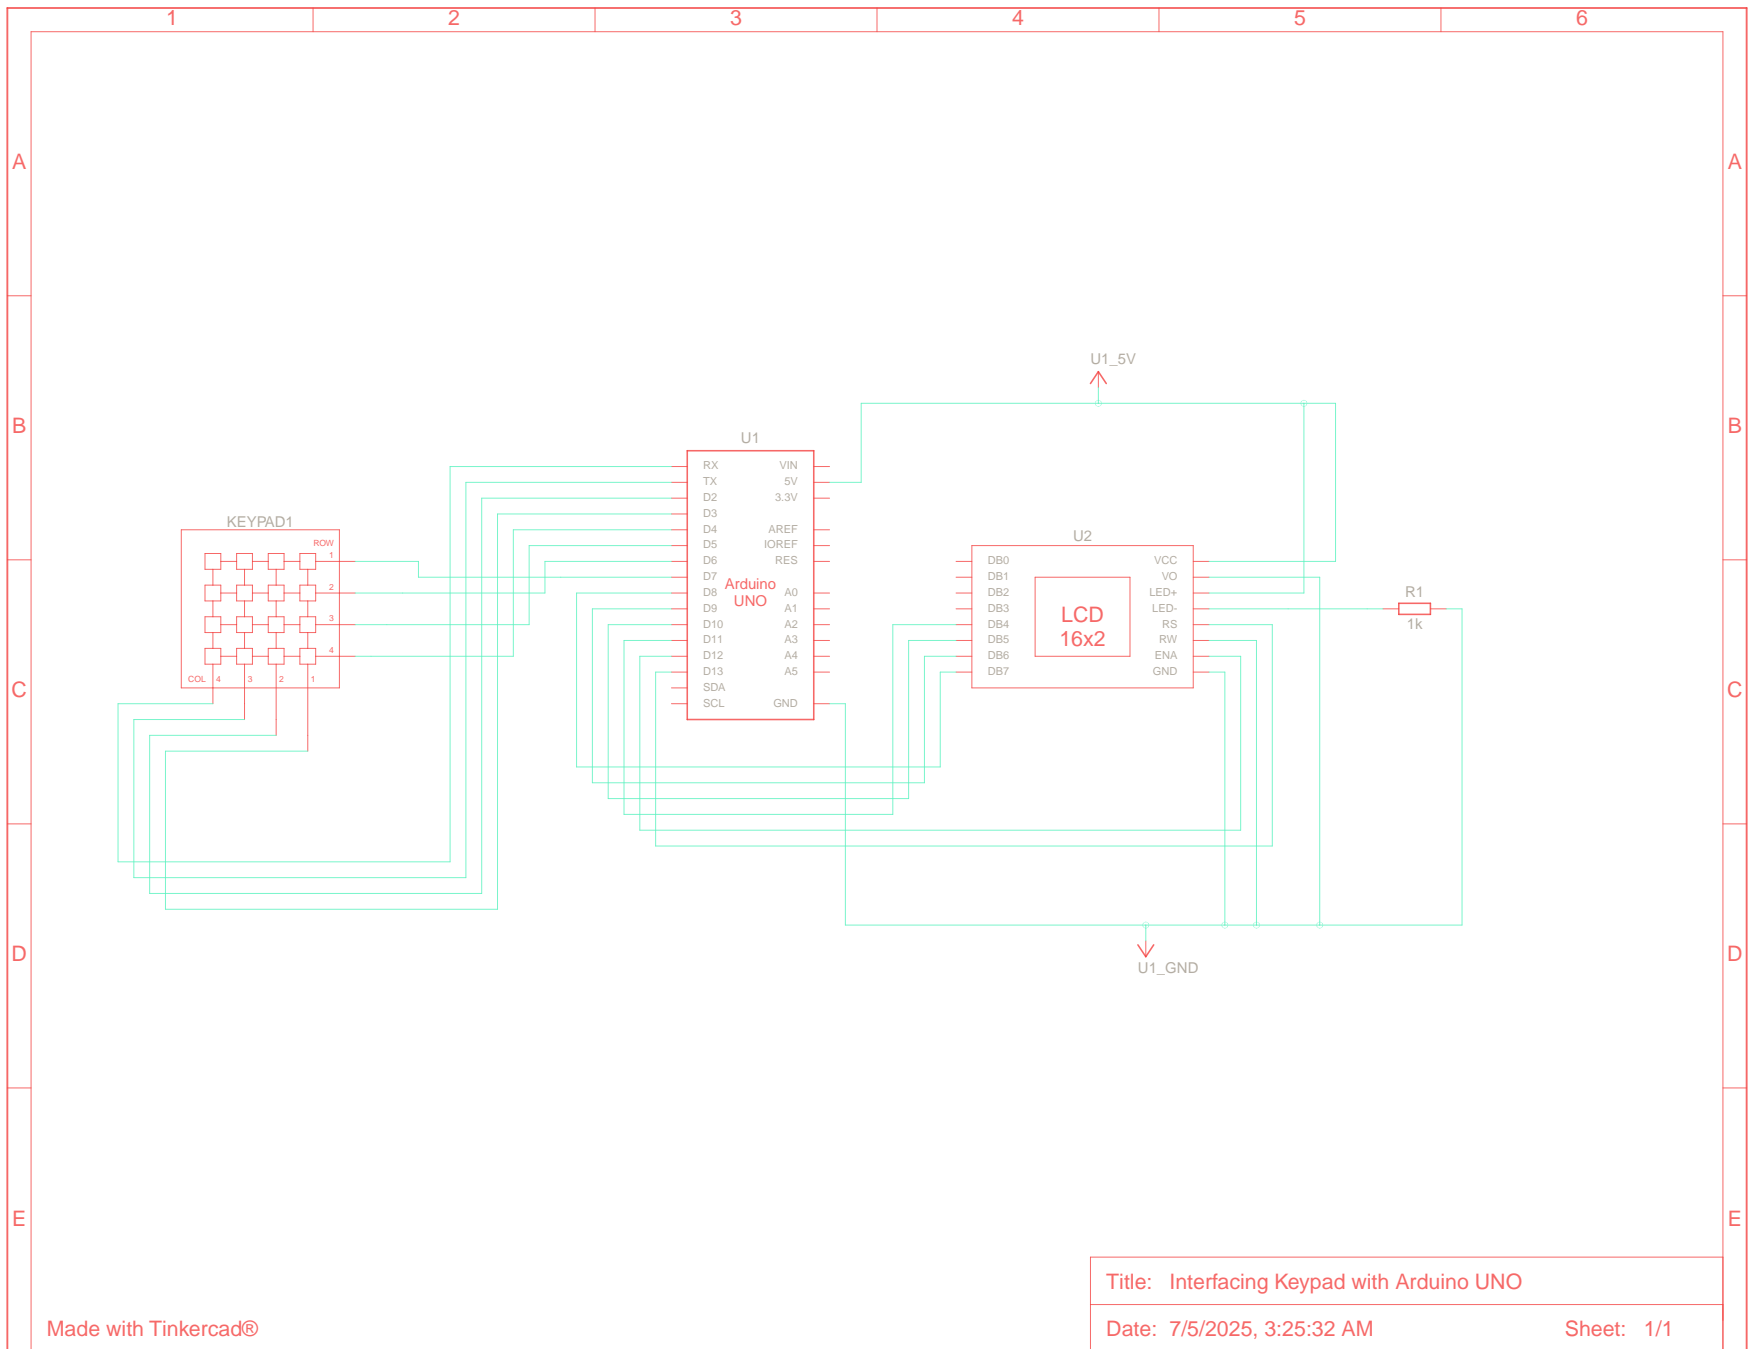 1 2 3 4 5 6
A A
U1_5V
B B
U1
RX VIN
TX 5V
D2 3.3V
D3
D4 AREF
D5 IOREF
D6 RES
D7
D8 A0
D9 A1
D10 A2
D11 A3
D12 A4
D13 A5
SDA
SCL GND
Arduino
UNO
KEYPAD1
ROW
1
2
3
4
COL 4 3 2 1
U2
DB0 VCC
DB1 VO
DB2 LED+
DB3 LED-
DB4 RS
DB5 RW
DB6 ENA
DB7 GND
LCD
16x2
R1
1k
C C
D D
U1_GND
E E
Title: Interfacing Keypad with Arduino UNO
Made with Tinkercad®
Date: 7/5/2025, 3:25:32 AM Sheet: 1/1